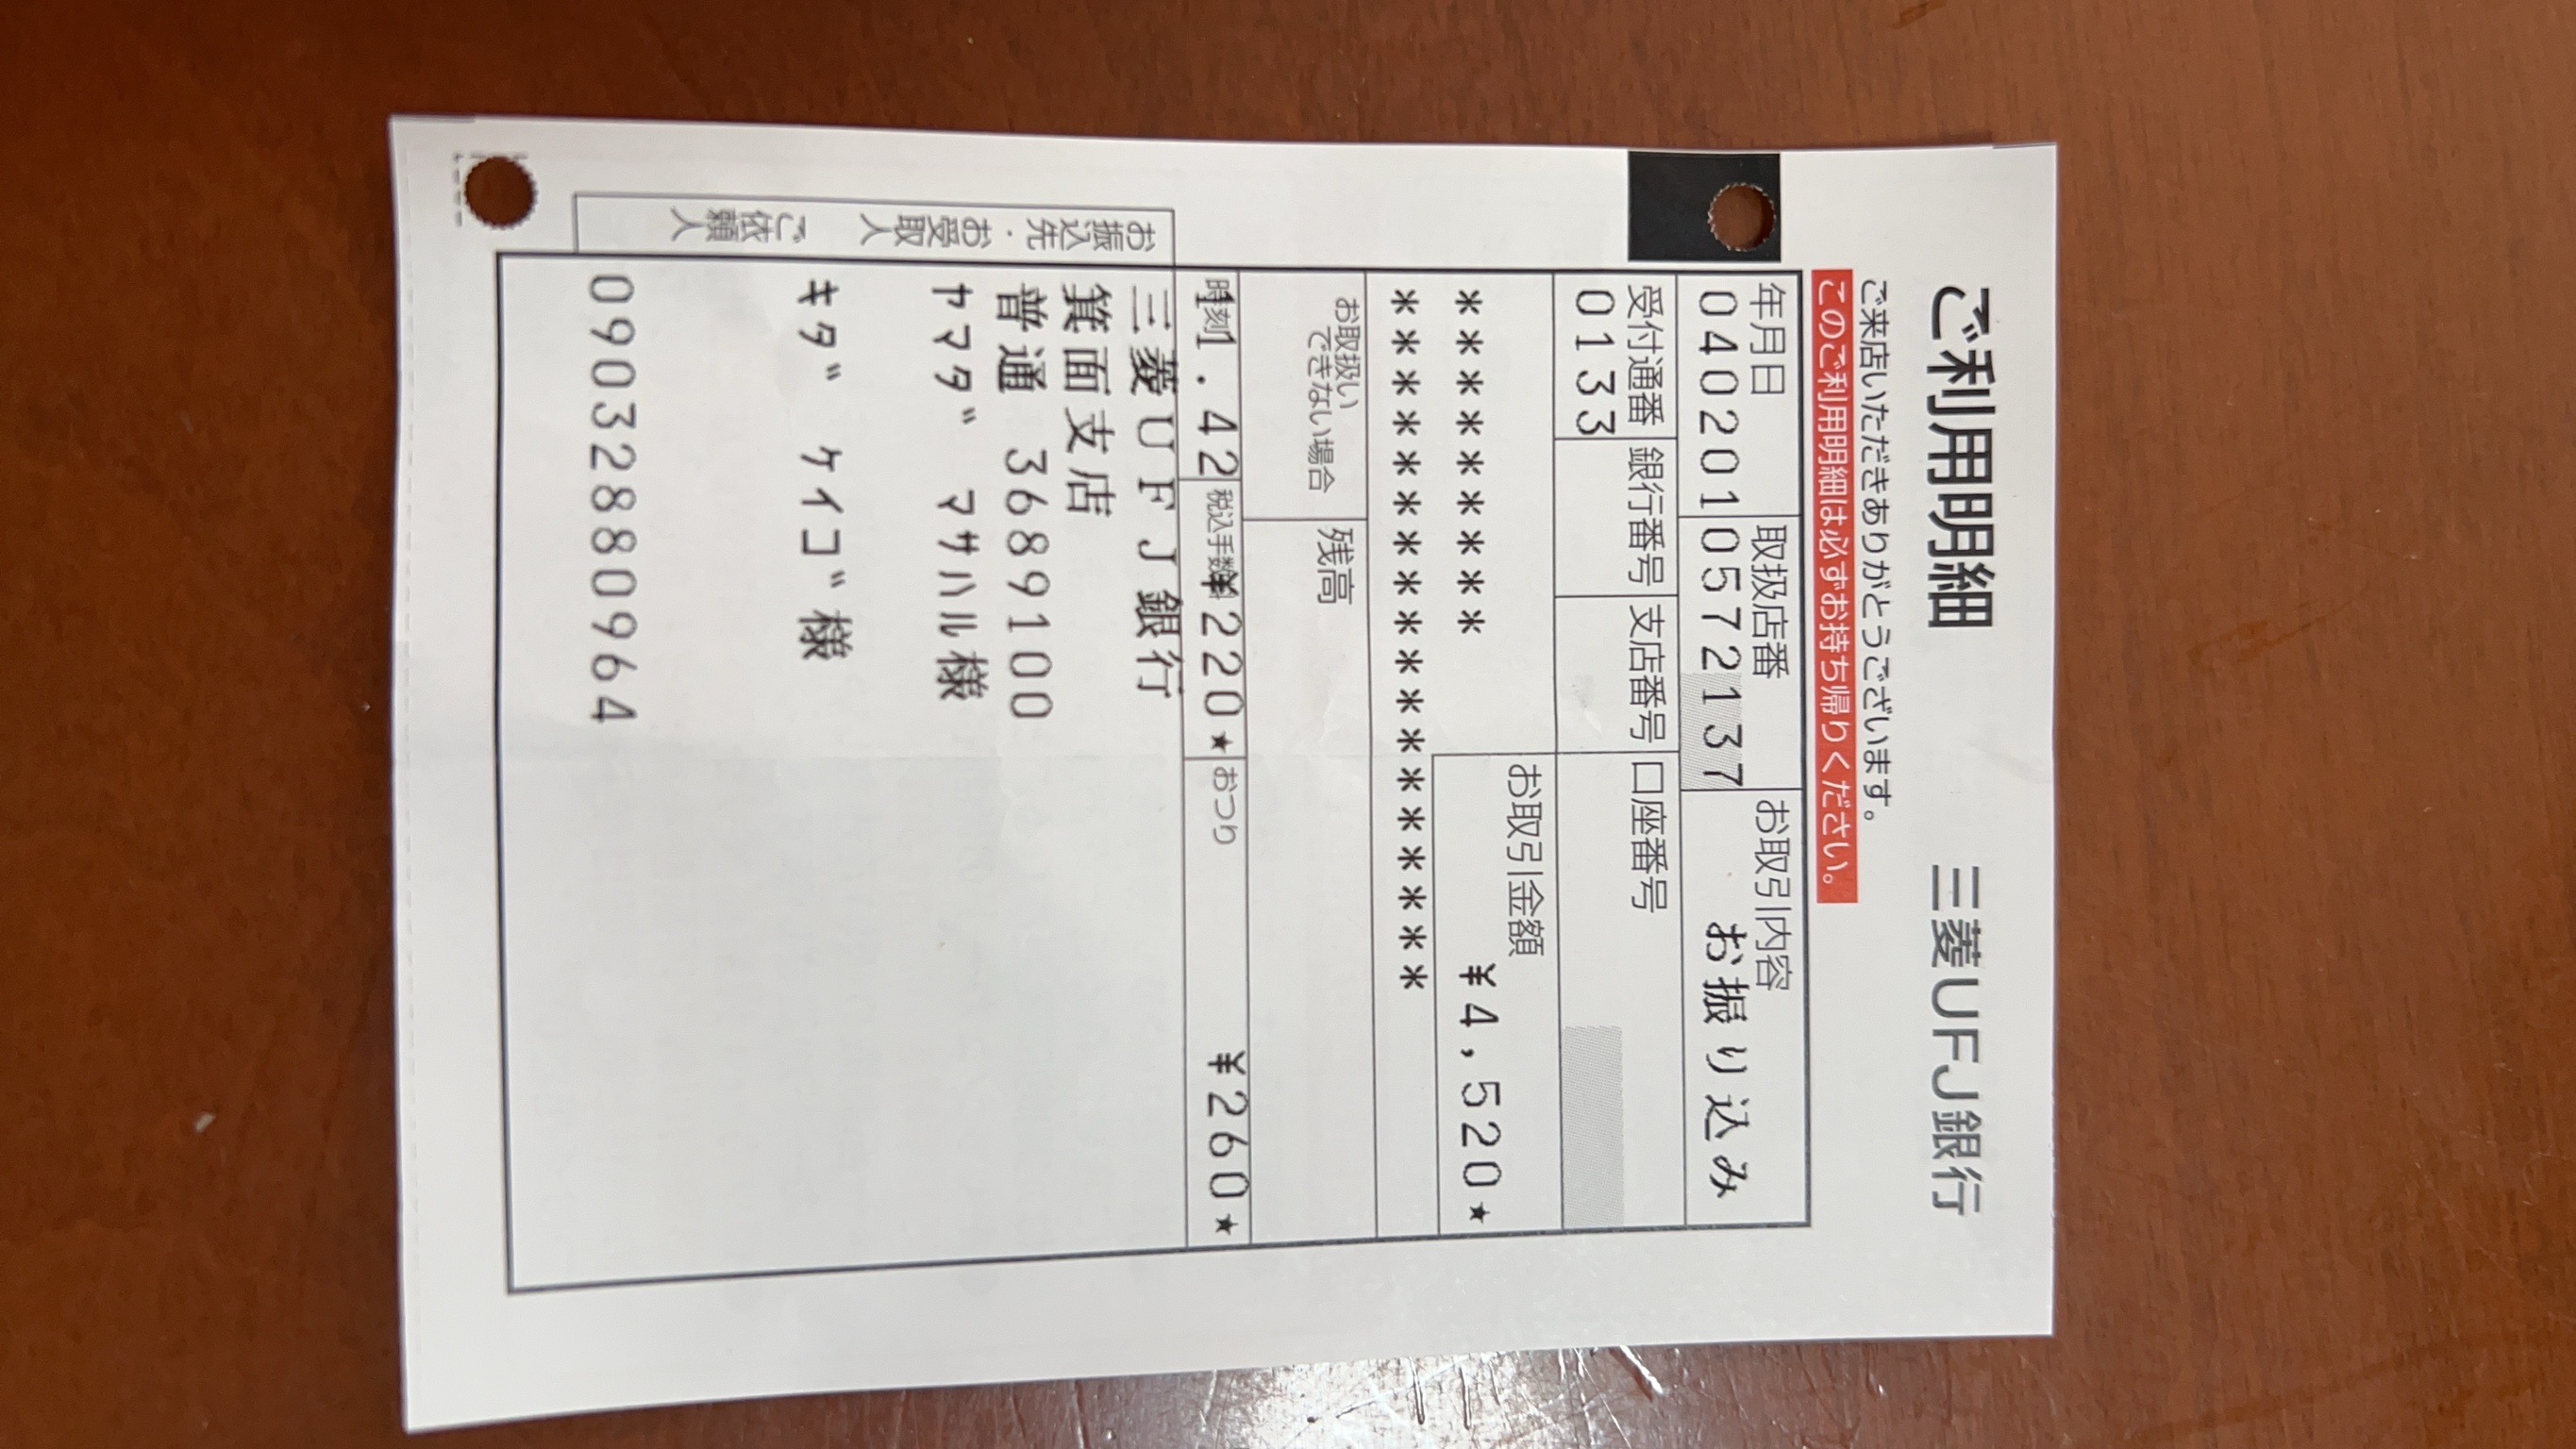 ご利用明細 三菱UFJ銀行
ご来店いただきありがとうございます。
このご利用明細は必ずお持ち帰りください。
年月日 取扱店番 お取引内容
040201 0572137 お振り込み
受付通番 銀行番号 支店番号 口座番号
0133
お取引金額
********* ¥4,520★
******************
お取扱いできない場合 残高
時刻 税込手数料 おつり
11.42 ¥220★ ¥260★
お振込先・お受取人
三菱UFJ銀行
箕面支店
普通 3689100
ヤマダ マサハル様
ご依頼人
キタダ ケイコ゛様
09032880964